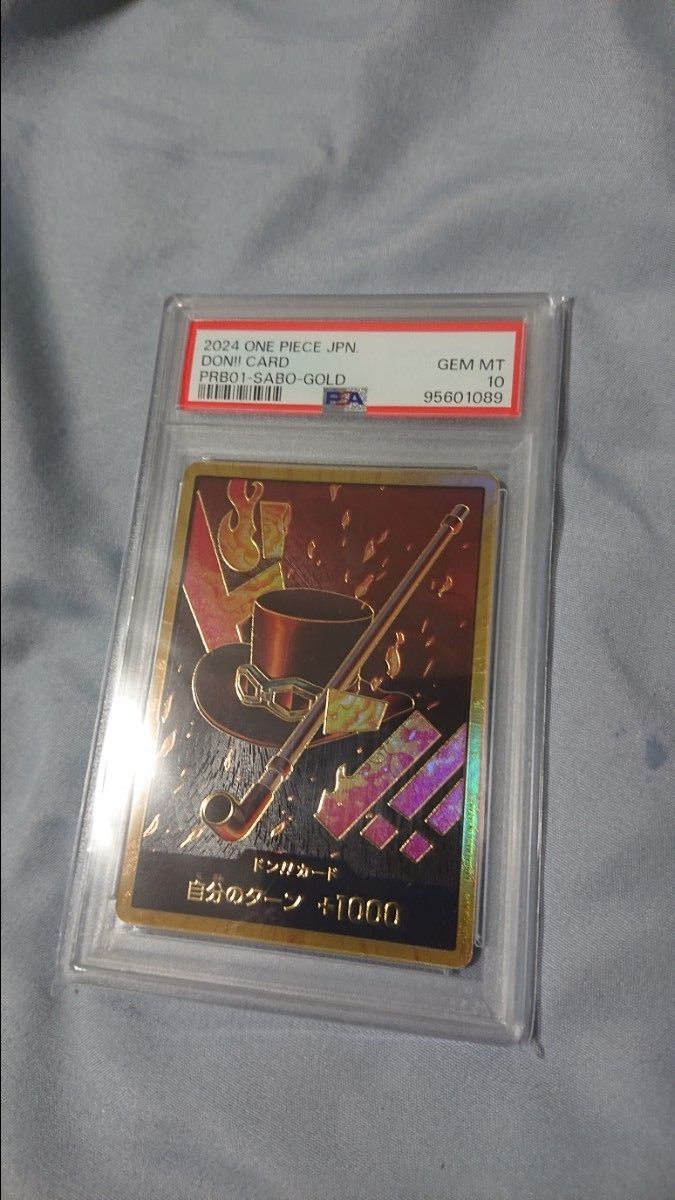 2024 ONE PIECE JPN.
DON!! CARD
GEM MT
PRB01-SABO-GOLD
10
PSA
95601089
ドン!!カード
自分のターン +1000